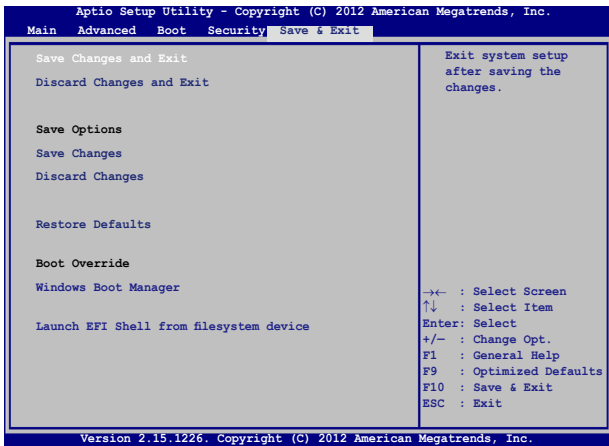 Aptio Setup Utility - Copyright (C) 2012 American Megatrends, Inc.
Main Advanced Boot Security Save & Exit
Save Changes and Exit
Discard Changes and Exit
Save Options
Save Changes
Discard Changes
Restore Defaults
Boot Override
Windows Boot Manager
Launch EFI Shell from filesystem device
Exit system setup
after saving the
changes.
→← : Select Screen
↑↓ : Select Item
Enter: Select
+/− : Change Opt.
F1 : General Help
F9 : Optimized Defaults
F10 : Save & Exit
ESC : Exit
Version 2.15.1226. Copyright (C) 2012 American Megatrends, Inc.